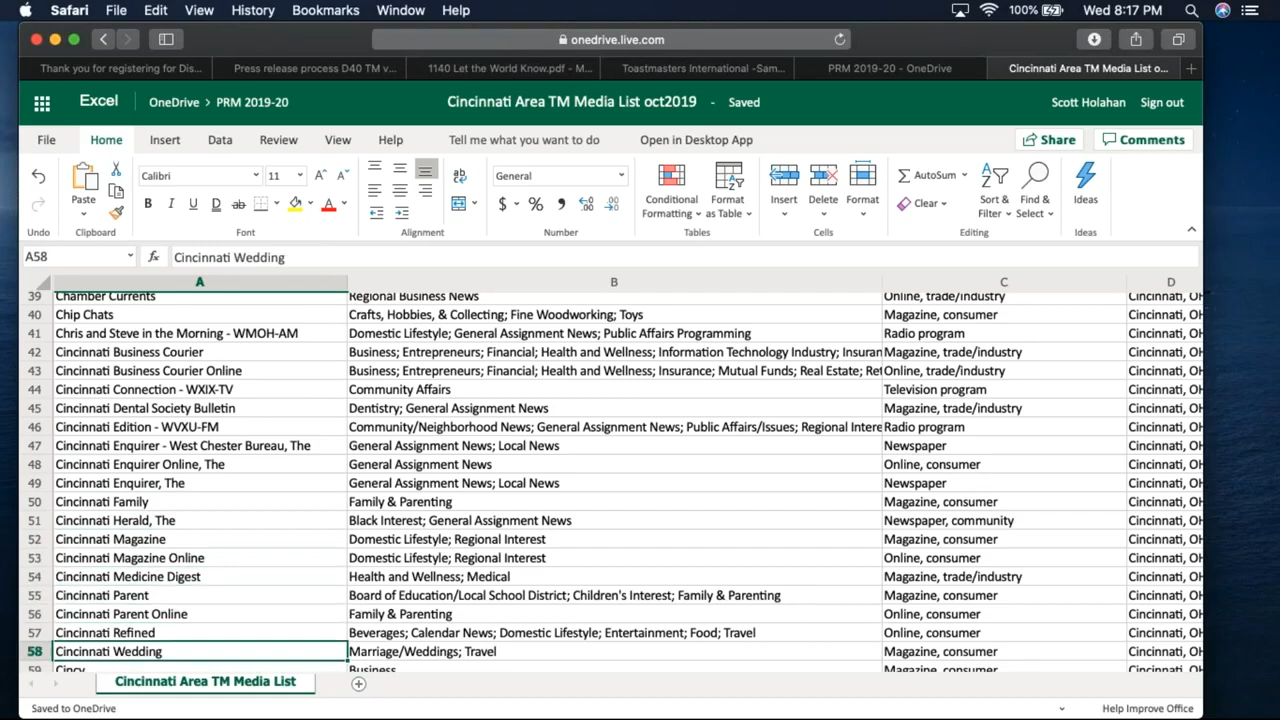 Safari File Edit View History Bookmarks Window Help 100% Wed 8:17 PM
onedrive.live.com
Thank you for registering for Dis... Press release process D40 TM v... 1140 Let the World Know.pdf - M... Toastmasters International -Sam... PRM 2019-20 - OneDrive Cincinnati Area TM Media List o...
Excel OneDrive > PRM 2019-20 Cincinnati Area TM Media List oct2019 - Saved Scott Holahan Sign out
File Home Insert Data Review View Help Tell me what you want to do Open in Desktop App Share Comments
Calibri 11 General AutoSum
Paste Conditional Formatting Format as Table Insert Delete Format Clear Sort & Filter Find & Select Ideas
B I U D ab A $ % ,
Undo Clipboard Font Alignment Number Tables Cells Editing Ideas
A58 fx Cincinnati Wedding
A B C D
39 Chamber Currents Regional Business News Online, trade/industry Cincinnati, OH
40 Chip Chats Crafts, Hobbies, & Collecting; Fine Woodworking; Toys Magazine, consumer Cincinnati, OH
41 Chris and Steve in the Morning - WMOH-AM Domestic Lifestyle; General Assignment News; Public Affairs Programming Radio program Cincinnati, OH
42 Cincinnati Business Courier Business; Entrepreneurs; Financial; Health and Wellness; Information Technology Industry; Insuran Magazine, trade/industry Cincinnati, OH
43 Cincinnati Business Courier Online Business; Entrepreneurs; Financial; Health and Wellness; Insurance; Mutual Funds; Real Estate; Ret Online, trade/industry Cincinnati, OH
44 Cincinnati Connection - WXIX-TV Community Affairs Television program Cincinnati, OH
45 Cincinnati Dental Society Bulletin Dentistry; General Assignment News Magazine, trade/industry Cincinnati, OH
46 Cincinnati Edition - WVXU-FM Community/Neighborhood News; General Assignment News; Public Affairs/Issues; Regional Intere Radio program Cincinnati, OH
47 Cincinnati Enquirer - West Chester Bureau, The General Assignment News; Local News Newspaper Cincinnati, OH
48 Cincinnati Enquirer Online, The General Assignment News Online, consumer Cincinnati, OH
49 Cincinnati Enquirer, The General Assignment News; Local News Newspaper Cincinnati, OH
50 Cincinnati Family Family & Parenting Magazine, consumer Cincinnati, OH
51 Cincinnati Herald, The Black Interest; General Assignment News Newspaper, community Cincinnati, OH
52 Cincinnati Magazine Domestic Lifestyle; Regional Interest Magazine, consumer Cincinnati, OH
53 Cincinnati Magazine Online Domestic Lifestyle; Regional Interest Online, consumer Cincinnati, OH
54 Cincinnati Medicine Digest Health and Wellness; Medical Magazine, trade/industry Cincinnati, OH
55 Cincinnati Parent Board of Education/Local School District; Children's Interest; Family & Parenting Magazine, consumer Cincinnati, OH
56 Cincinnati Parent Online Family & Parenting Online, consumer Cincinnati, OH
57 Cincinnati Refined Beverages; Calendar News; Domestic Lifestyle; Entertainment; Food; Travel Online, consumer Cincinnati, OH
58 Cincinnati Wedding Marriage/Weddings; Travel Magazine, consumer Cincinnati, OH
59 Cincy Business Magazine, consumer Cincinnati, OH
Cincinnati Area TM Media List
Saved to OneDrive Help Improve Office